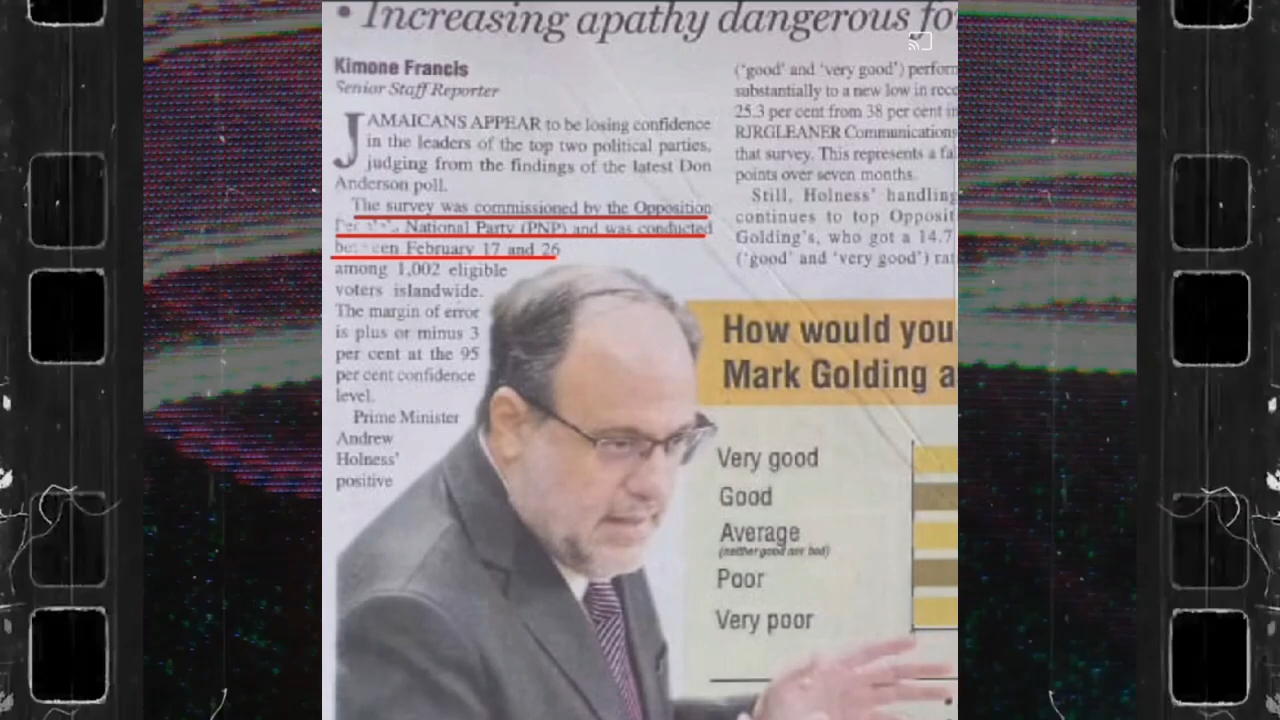 • Increasing apathy dangerous fo
Kimone Francis
Senior Staff Reporter
JAMAICANS APPEAR to be losing confidence
in the leaders of the top two political parties,
judging from the findings of the latest Don
Anderson poll.
The survey was commissioned by the Opposition
National Party (PNP) and was conducted
between February 17 and 26
among 1,002 eligible
voters islandwide.
The margin of error
is plus or minus 3
per cent at the 95
per cent confidence
level.
Prime Minister
Andrew
Holness'
positive
('good' and 'very good') perfor
substantially to a new low in rec
25.3 per cent from 38 per cent i
RJRGLEANER Communications
that survey. This represents a fa
points over seven months.
Still, Holness' handling
continues to top Opposit
Golding's, who got a 14.7
('good' and 'very good') rat
How would you
Mark Golding a
Very good
Good
Average
(neither good nor bad)
Poor
Very poor